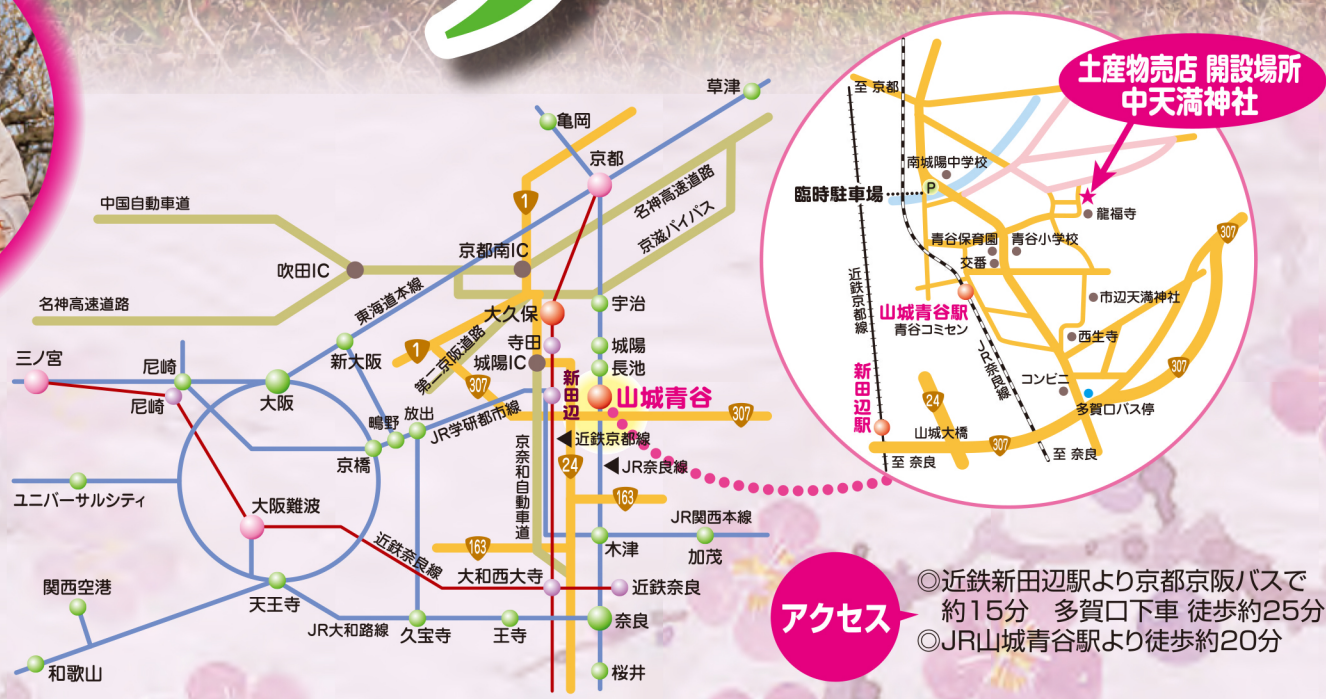 草津
亀岡
京都
1
名神高速道路
京滋バイパス
中国自動車道
京都南IC
吹田IC
東海道本線
名神高速道路
宇治
大久保
寺田
城陽
城陽IC
長池
新大阪
1
第二京阪道路
307
三ノ宮
尼崎
尼崎
大阪
新田辺
山城青谷
307
鴫野
放出
JR学研都市線
京橋
近鉄京都線
24
JR奈良線
京奈和自動車道
163
ユニバーサルシティ
大阪難波
JR関西本線
163
木津
加茂
近鉄奈良線
大和西大寺
近鉄奈良
関西空港
天王寺
JR大和路線
久宝寺
王寺
奈良
和歌山
桜井
土産物売店 開設場所
中天満神社
至 京都
南城陽中学校
臨時駐車場
P
龍福寺
307
青谷保育園
青谷小学校
交番
近鉄京都線
市辺天満神社
山城青谷駅
青谷コミセン
西生寺
JR奈良線
307
新田辺駅
コンビニ
24
多賀口バス停
山城大橋
307
至 奈良
至 奈良
アクセス
◎近鉄新田辺駅より京都京阪バスで
約15分 多賀口下車 徒歩約25分
◎JR山城青谷駅より徒歩約20分